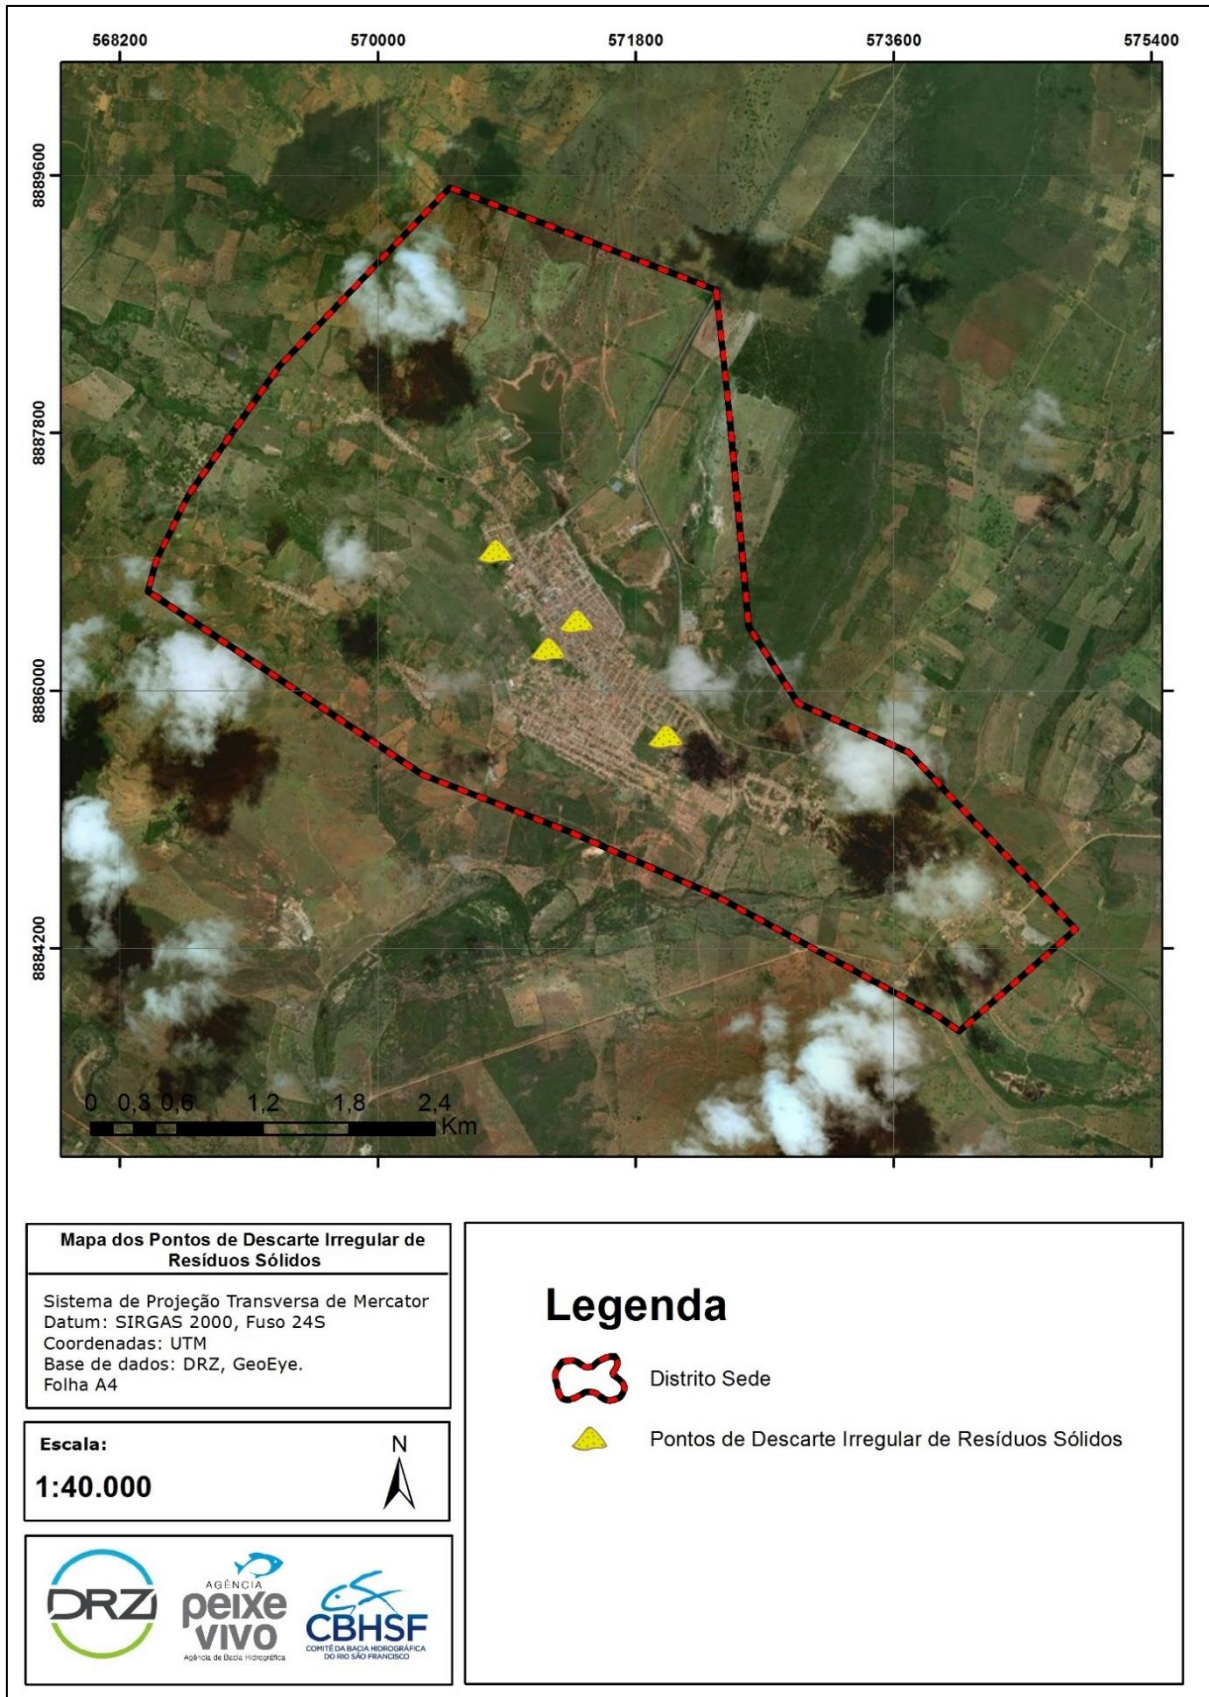 568200 570000 571800 573600 575400
8889600
8887800
8886000
8884200
0 0,3 0,6 1,2 1,8 2,4
Km
Mapa dos Pontos de Descarte Irregular de
Resíduos Sólidos
Sistema de Projeção Transversa de Mercator
Datum: SIRGAS 2000, Fuso 24S
Coordenadas: UTM
Base de dados: DRZ, GeoEye.
Folha A4
Escala:
1:40.000
N
DRZ
AGÊNCIA
peixe
vivo
Agência de Bacia Hidrográfica
CBHSF
COMITÊ DA BACIA HIDROGRÁFICA
DO RIO SÃO FRANCISCO
Legenda
Distrito Sede
Pontos de Descarte Irregular de Resíduos Sólidos